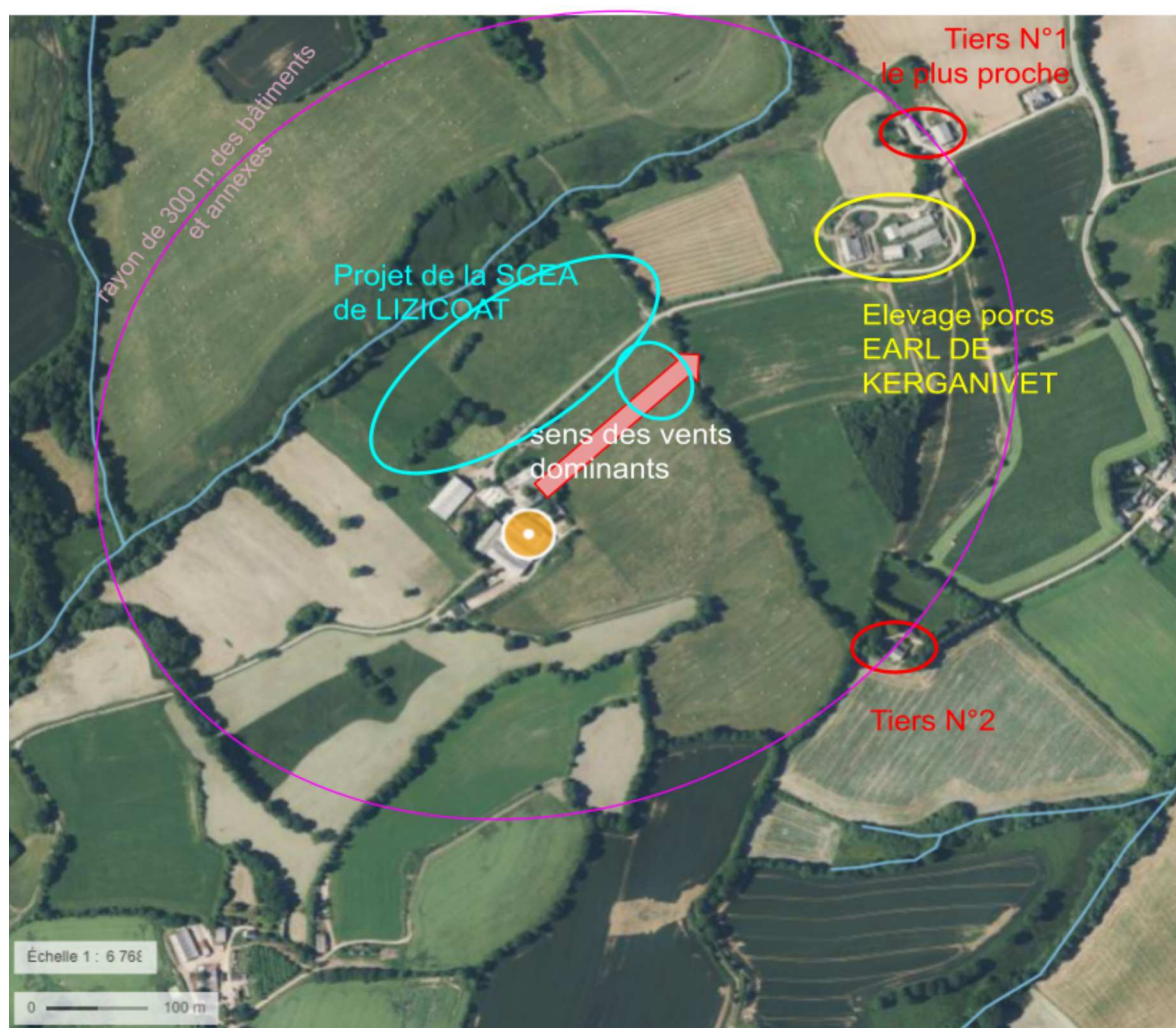 Tiers N°1
le plus proche
rayon de 300 m des bâtiments
et annexes
Projet de la SCEA
de LIZICOAT
Elevage porcs
EARL DE
KERGANIVET
sens des vents
dominants
Tiers N°2
Échelle 1 : 6 768
0 100 m